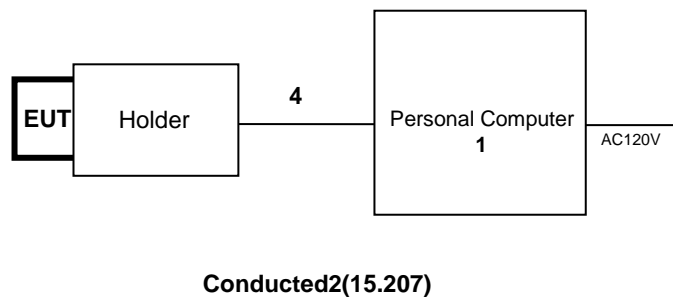 4
EUT
Holder
Personal Computer
1
AC120V
Conducted2(15.207)